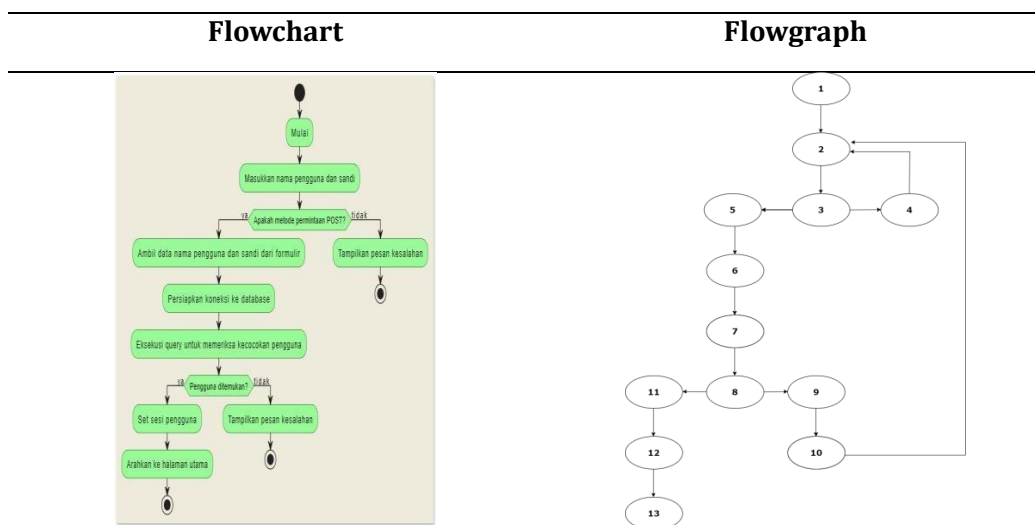 Flowchart
Flowgraph
Mulai
Masukkan nama pengguna dan sandi
ya
Apakah metode permintaan POST?
tidak
Ambil data nama pengguna dan sandi dari formulir
Tampilkan pesan kesalahan
Persiapkan koneksi ke database
Eksekusi query untuk memeriksa kecocokan pengguna
ya
Pengguna ditemukan?
tidak
Set sesi pengguna
Tampilkan pesan kesalahan
Arahkan ke halaman utama
1
2
5
3
4
6
7
11
8
9
12
10
13